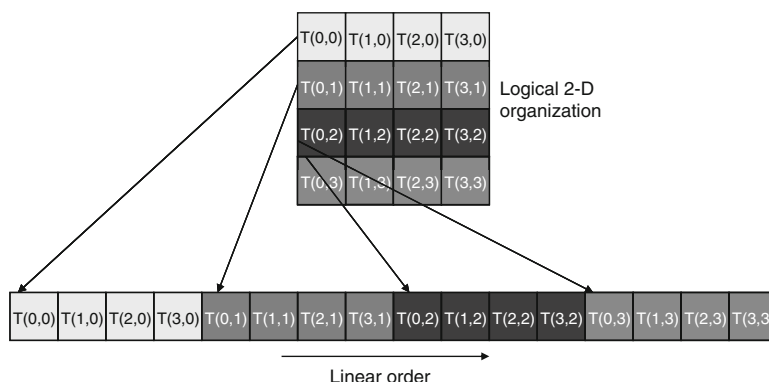 T(0,0) T(1,0) T(2,0) T(3,0)
T(0,1) T(1,1) T(2,1) T(3,1)
Logical 2-D
organization
T(0,2) T(1,2) T(2,2) T(3,2)
T(0,3) T(1,3) T(2,3) T(3,3)
T(0,0) T(1,0) T(2,0) T(3,0) T(0,1) T(1,1) T(2,1) T(3,1) T(0,2) T(1,2) T(2,2) T(3,2) T(0,3) T(1,3) T(2,3) T(3,3)
Linear order